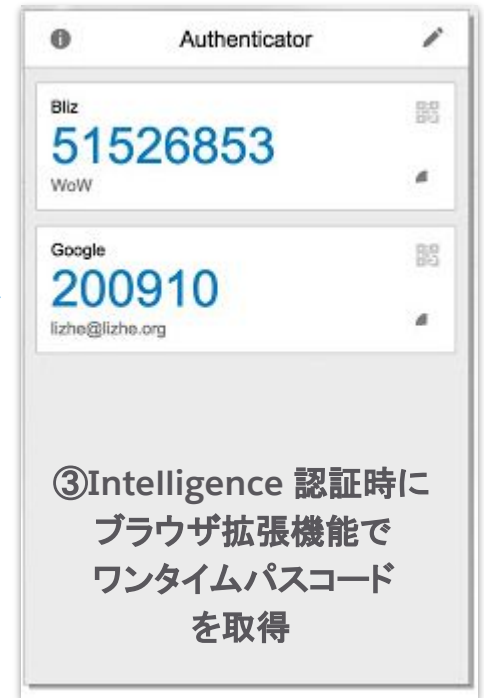 Authenticator
Bliz
51526853
WoW
Google
200910
lizhe@lizhe.org
③Intelligence 認証時に
ブラウザ拡張機能で
ワンタイムパスコード
を取得